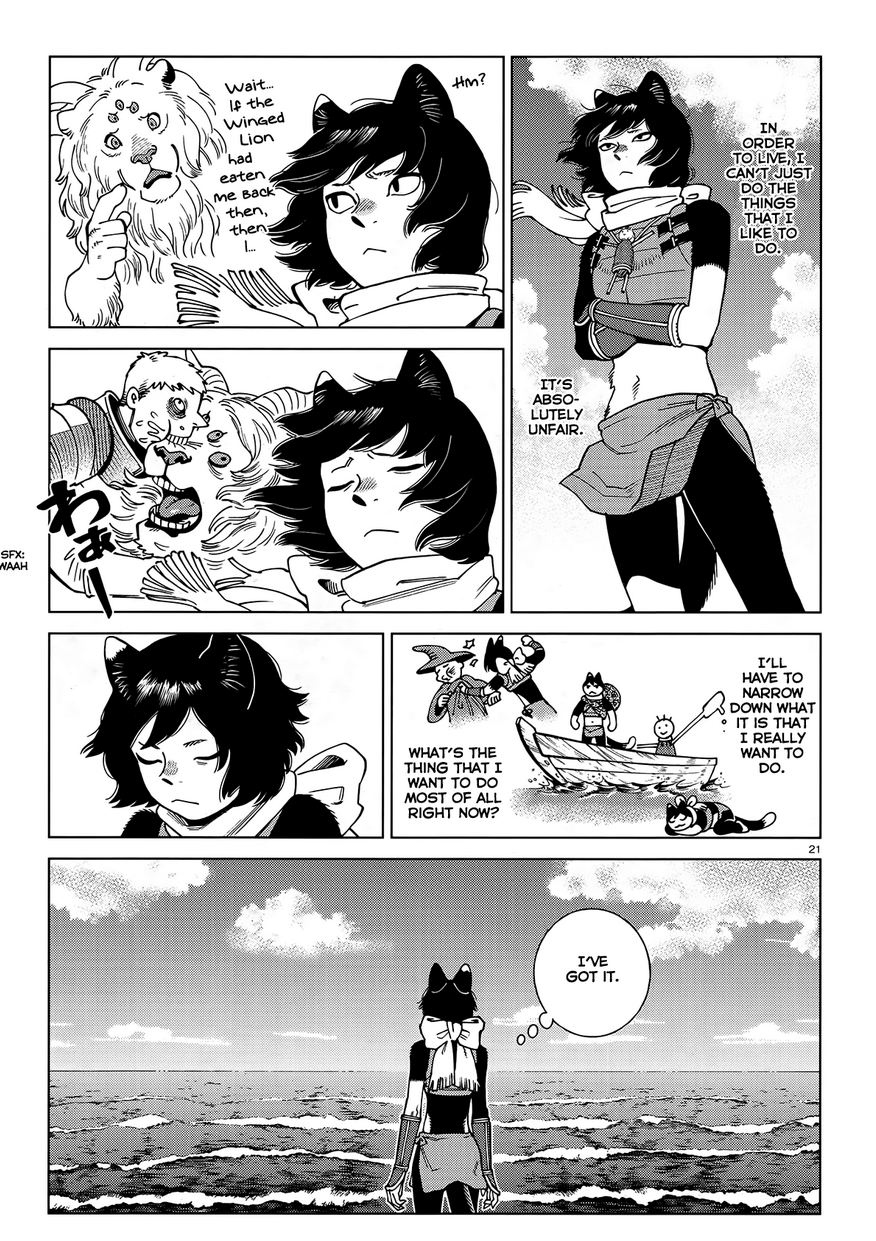 IN
ORDER
TO LIVE, I
CAN'T JUST
DO THE
THINGS
THAT I
LIKE TO
DO.
IT'S
ABSO-
LUTELY
UNFAIR.
HM?
Wait...
If the
Winged
Lion
had
eaten
me back
then,
then
I...
わぁー
SFX:
WAAH
I'LL
HAVE TO
NARROW
DOWN WHAT
IT IS THAT
I REALLY
WANT TO
DO.
WHAT'S THE
THING THAT I
WANT TO DO
MOST OF ALL
RIGHT NOW?
21
I'VE
GOT IT.